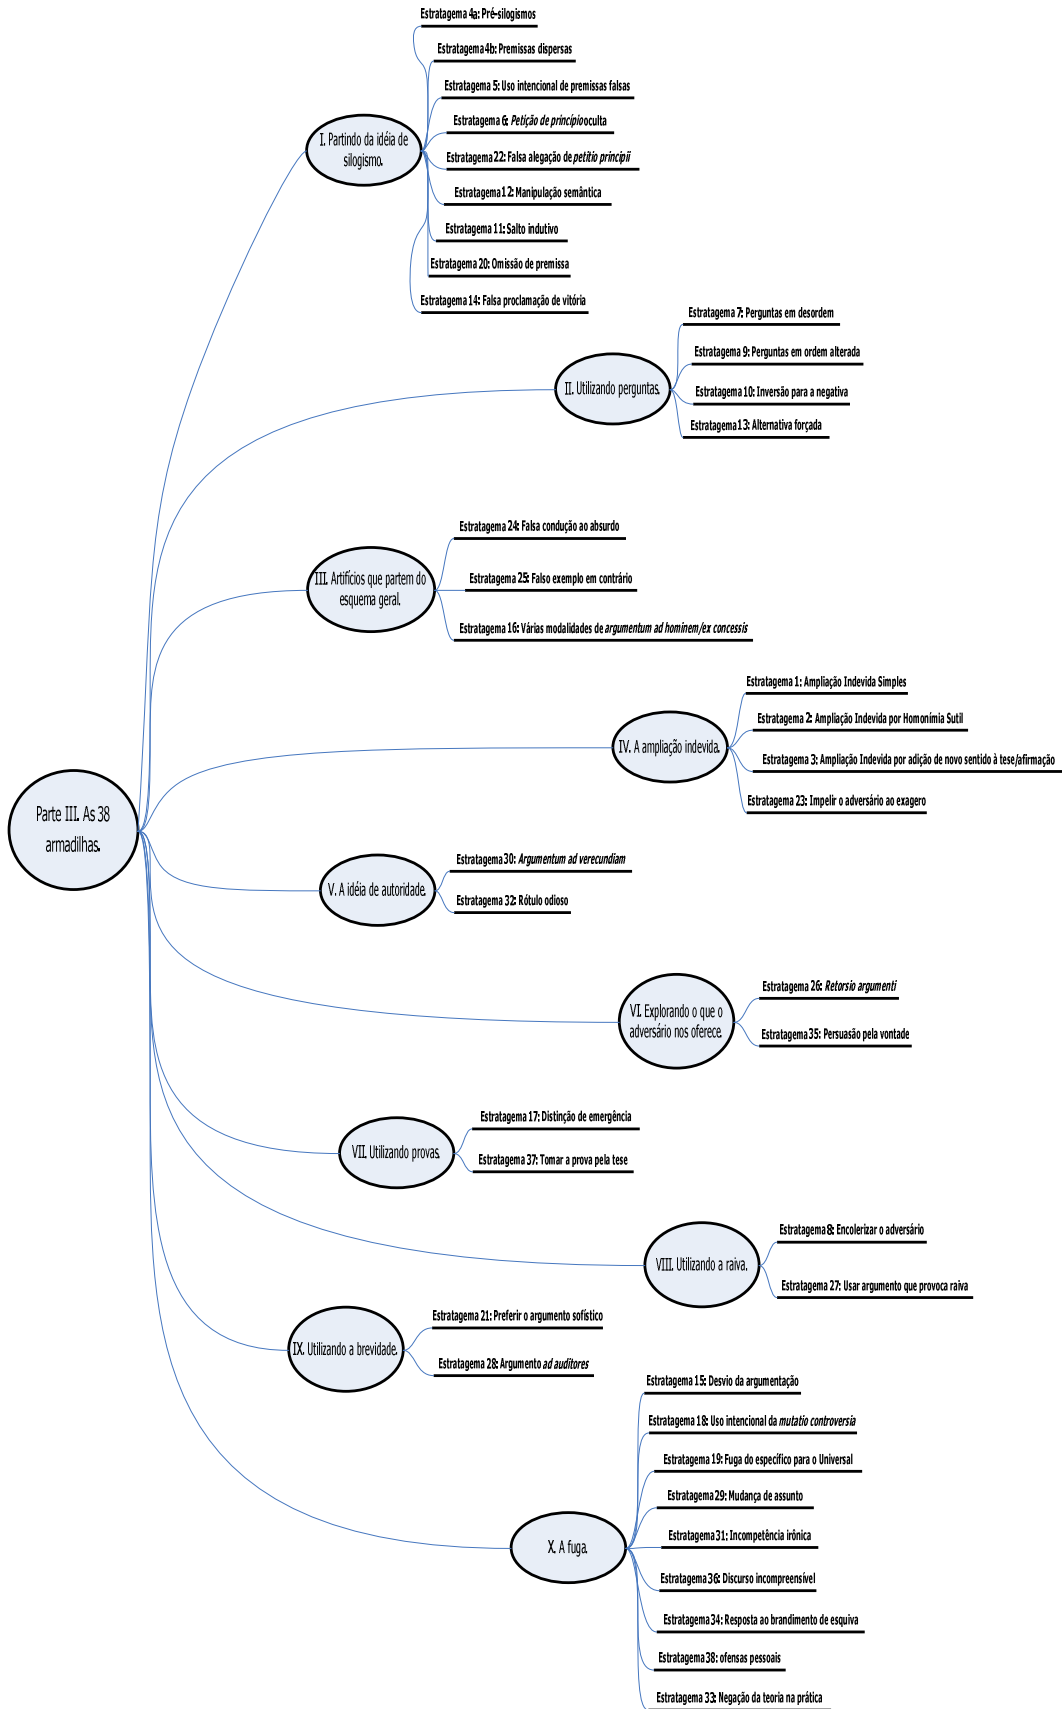 Parte III. As 38
armadilhas.
I. Partindo da idéia de
silogismo.
Estratagema 4a: Pré-silogismos
Estratagema 4b: Premissas dispersas
Estratagema 5: Uso intencional de premissas falsas
Estratagema 6: Petição de princípio oculta
Estratagema 22: Falsa alegação de petitio principii
Estratagema 12: Manipulação semântica
Estratagema 11: Salto indutivo
Estratagema 20: Omissão de premissa
Estratagema 14: Falsa proclamação de vitória
II. Utilizando perguntas.
Estratagema 7: Perguntas em desordem
Estratagema 9: Perguntas em ordem alterada
Estratagema 10: Inversão para a negativa
Estratagema 13: Alternativa forçada
III. Artifícios que partem do
esquema geral.
Estratagema 24: Falsa condução ao absurdo
Estratagema 25: Falso exemplo em contrário
Estratagema 16: Várias modalidades de argumentum ad hominem/ex concessis
IV. A ampliação indevida.
Estratagema 1: Ampliação Indevida Simples
Estratagema 2: Ampliação Indevida por Homonímia Sutil
Estratagema 3: Ampliação Indevida por adição de novo sentido à tese/afirmação
Estratagema 23: Impelir o adversário ao exagero
V. A idéia de autoridade.
Estratagema 30: Argumentum ad verecundiam
Estratagema 32: Rótulo odioso
VI. Explorando o que o
adversário nos oferece.
Estratagema 26: Retorsio argumenti
Estratagema 35: Persuasão pela vontade
VII. Utilizando provas.
Estratagema 17: Distinção de emergência
Estratagema 37: Tomar a prova pela tese
VIII. Utilizando a raiva.
Estratagema 8: Encolerizar o adversário
Estratagema 27: Usar argumento que provoca raiva
IX. Utilizando a brevidade.
Estratagema 21: Preferir o argumento sofístico
Estratagema 28: Argumento ad auditores
X. A fuga.
Estratagema 15: Desvio da argumentação
Estratagema 18: Uso intencional da mutatio controversia
Estratagema 19: Fuga do específico para o Universal
Estratagema 29: Mudança de assunto
Estratagema 31: Incompetência irônica
Estratagema 36: Discurso incompreensível
Estratagema 34: Resposta ao brandimento de esquiva
Estratagema 38: ofensas pessoais
Estratagema 33: Negação da teoria na prática